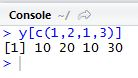 Console ~/
> y[c(1,2,1,3)]
[1] 10 20 10 30
>